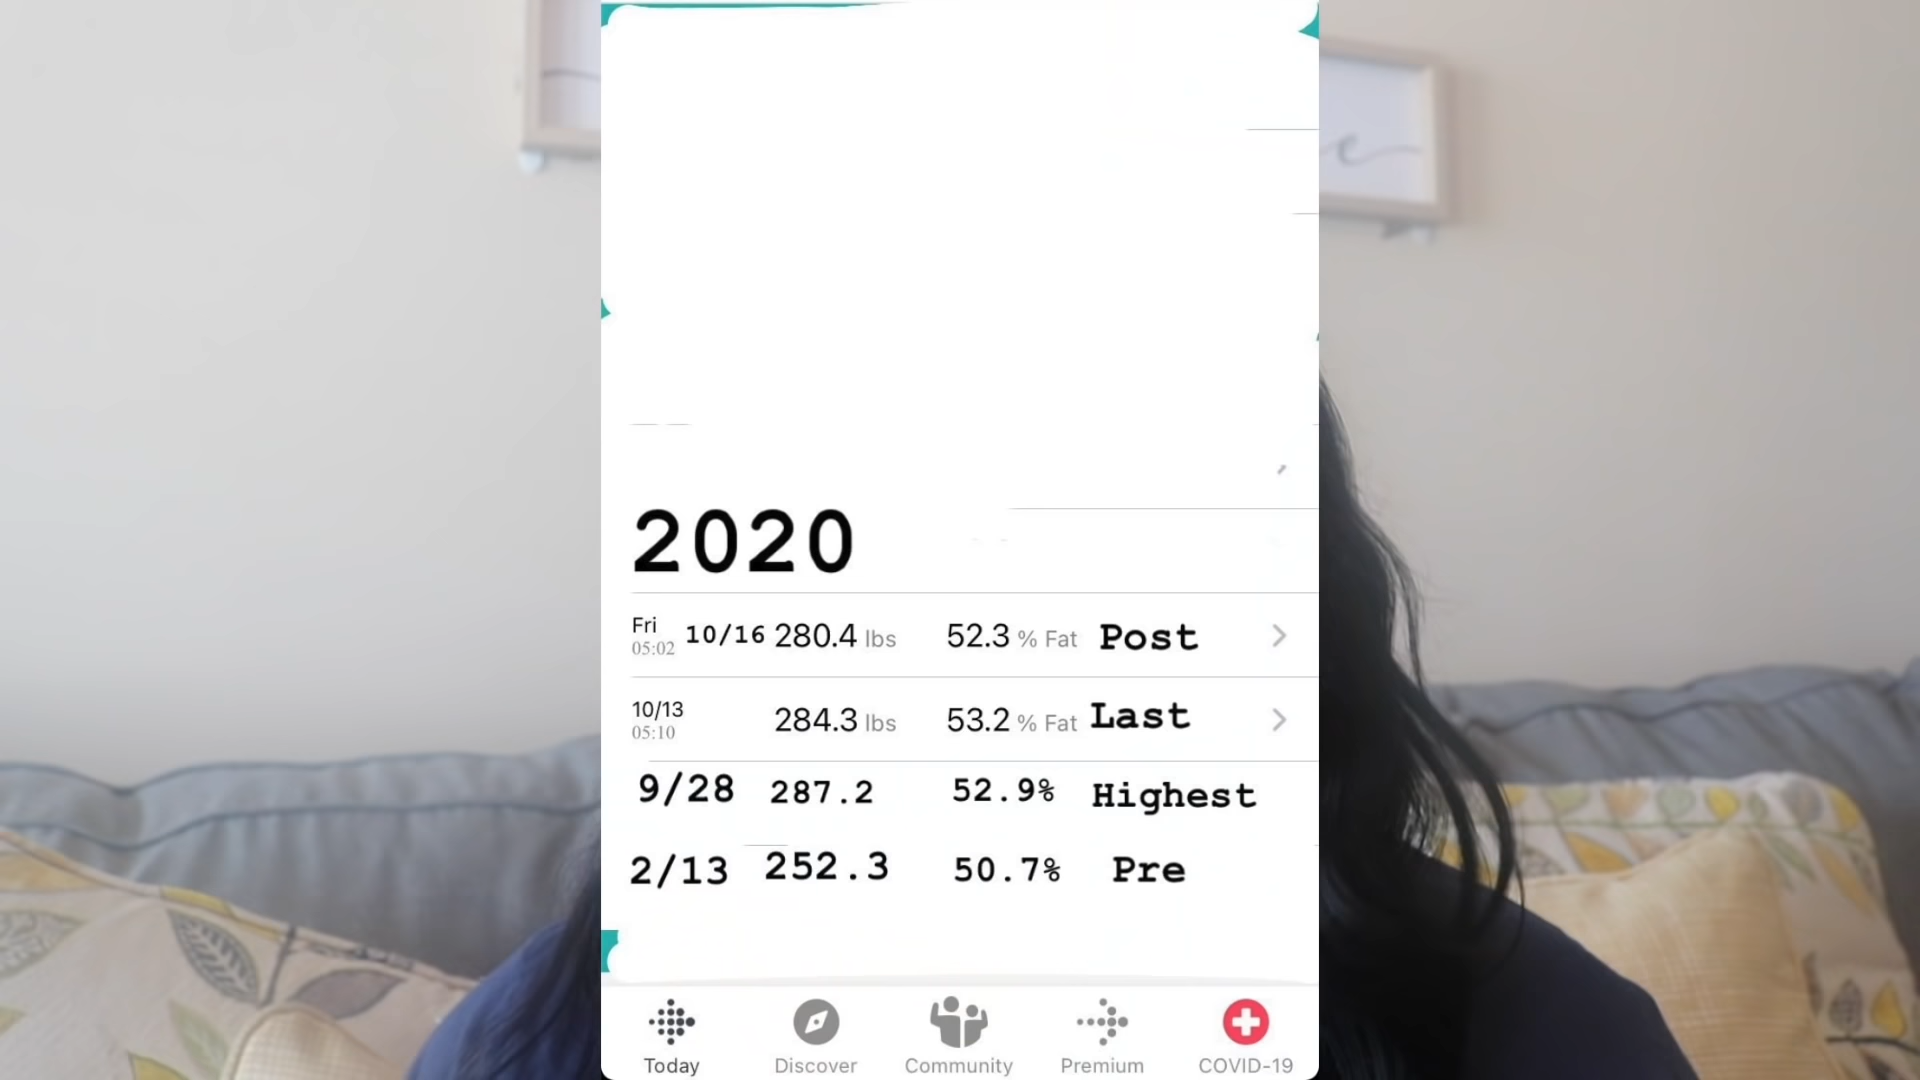 2020
Fri 10/16 280.4 lbs 52.3 % Fat Post
05:02
10/13 284.3 lbs 53.2 % Fat Last
05:10
9/28 287.2 52.9% Highest
2/13 252.3 50.7% Pre
Today Discover Community Premium COVID-19